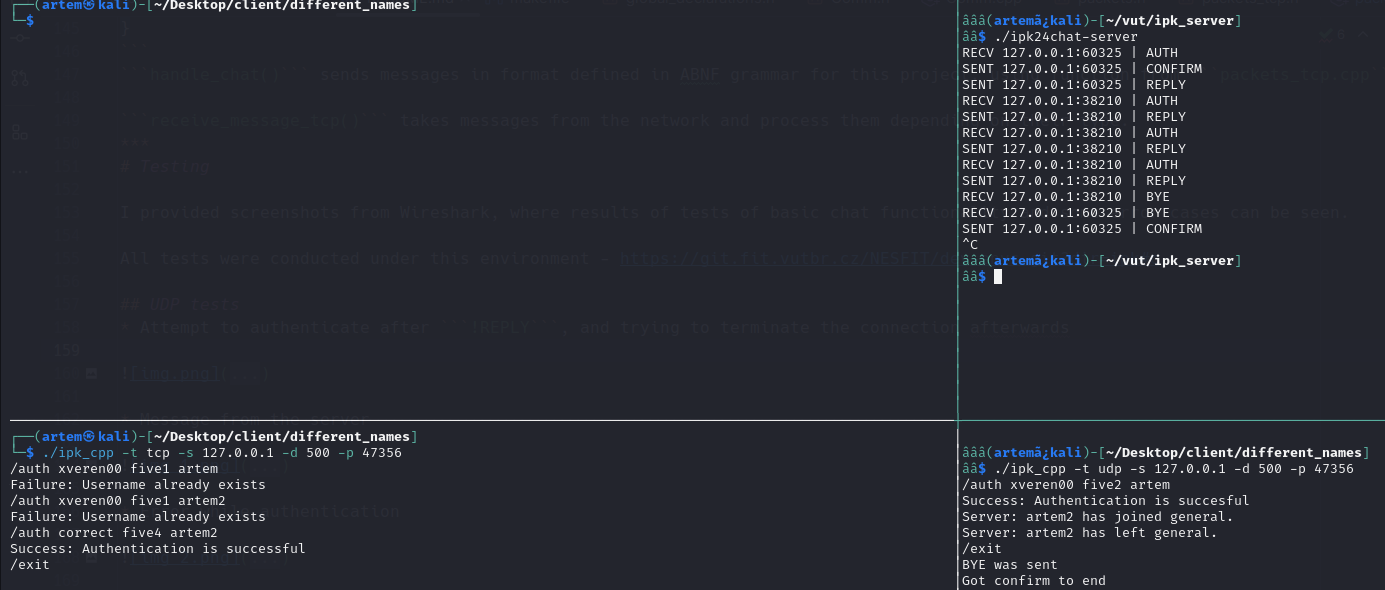 ┌──(artem㉿kali)-[~/Desktop/client/different_names]
└─$
âââ(artemã¿kali)-[~/vut/ipk_server]
ââ$ ./ipk24chat-server
RECV 127.0.0.1:60325 | AUTH
SENT 127.0.0.1:60325 | CONFIRM
SENT 127.0.0.1:60325 | REPLY
RECV 127.0.0.1:38210 | AUTH
SENT 127.0.0.1:38210 | REPLY
RECV 127.0.0.1:38210 | AUTH
SENT 127.0.0.1:38210 | REPLY
RECV 127.0.0.1:38210 | AUTH
SENT 127.0.0.1:38210 | REPLY
RECV 127.0.0.1:38210 | BYE
RECV 127.0.0.1:60325 | BYE
SENT 127.0.0.1:60325 | CONFIRM
^C
âââ(artemã¿kali)-[~/vut/ipk_server]
ââ$
``handle_chat()`` sends messages in format defined in ABNF grammar for this projec
packets_tcp.cpp
``receive_message_tcp()`` takes messages from the network and process them depend
***
# Testing
I provided screenshots from Wireshark, where results of tests of basic chat function
cases can be seen.
All tests were conducted under this environment - https://git.fit.vutbr.cz/NESFIT/de
## UDP tests
* Attempt to authenticate after `` !REPLY``, and trying to terminate the connection afterwards
159
![img.png](
* Message from the server
Authentication
┌──(artem㉿kali)-[~/Desktop/client/different_names]
└─$ ./ipk_cpp -t tcp -s 127.0.0.1 -d 500 -p 47356
/auth xveren00 five1 artem
Failure: Username already exists
/auth xveren00 five1 artem2
Failure: Username already exists
/auth correct five4 artem2
Success: Authentication is successful
/exit
âââ(artemã¿kali)-[~/Desktop/client/different_names]
ââ$ ./ipk_cpp -t udp -s 127.0.0.1 -d 500 -p 47356
/auth xveren00 five2 artem
Success: Authentication is succesful
Server: artem2 has joined general.
Server: artem2 has left general.
/exit
BYE was sent
Got confirm to end